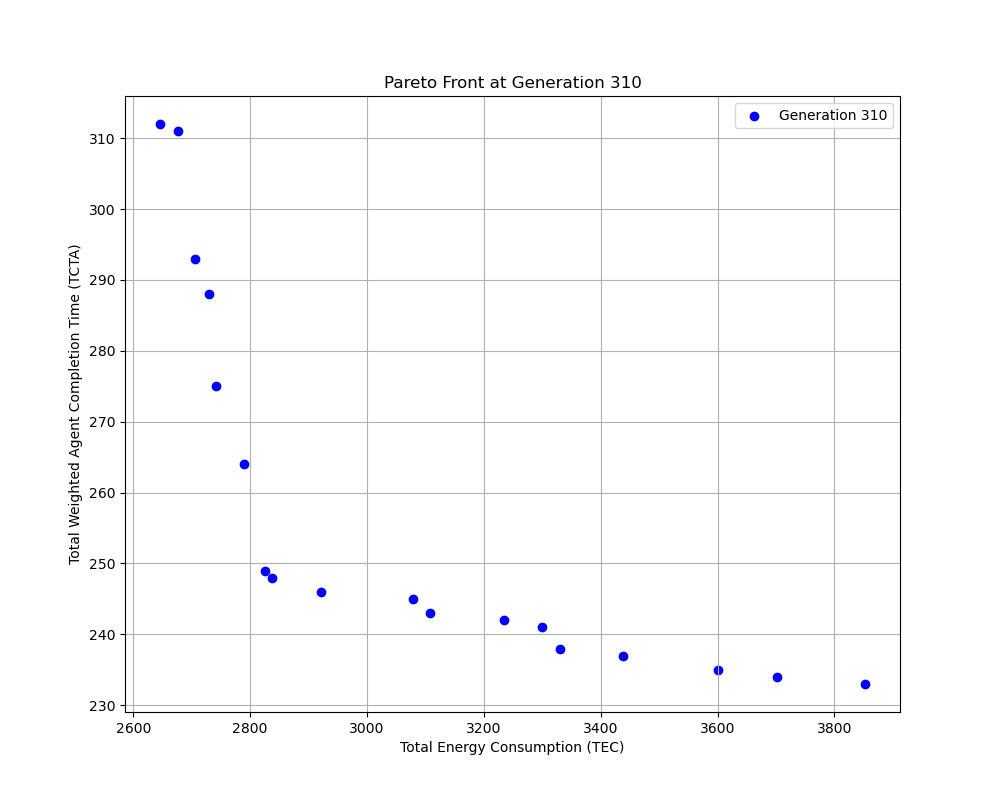 Pareto Front at Generation 310
Generation 310
310
300
290
280
270
260
250
240
230
Total Weighted Agent Completion Time (TCTA)
2600 2800 3000 3200 3400 3600 3800
Total Energy Consumption (TEC)